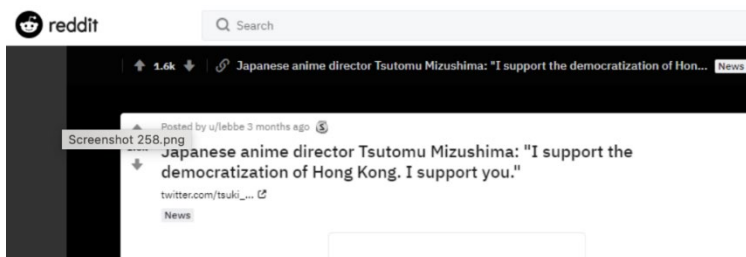 reddit
Search
1.6k Japanese anime director Tsutomu Mizushima: "I support the democratization of Hon... News
Posted by u/lebbe 3 months ago
Screenshot 258.png
Japanese anime director Tsutomu Mizushima: "I support the
democratization of Hong Kong. I support you."
twitter.com/tsuki_...
News